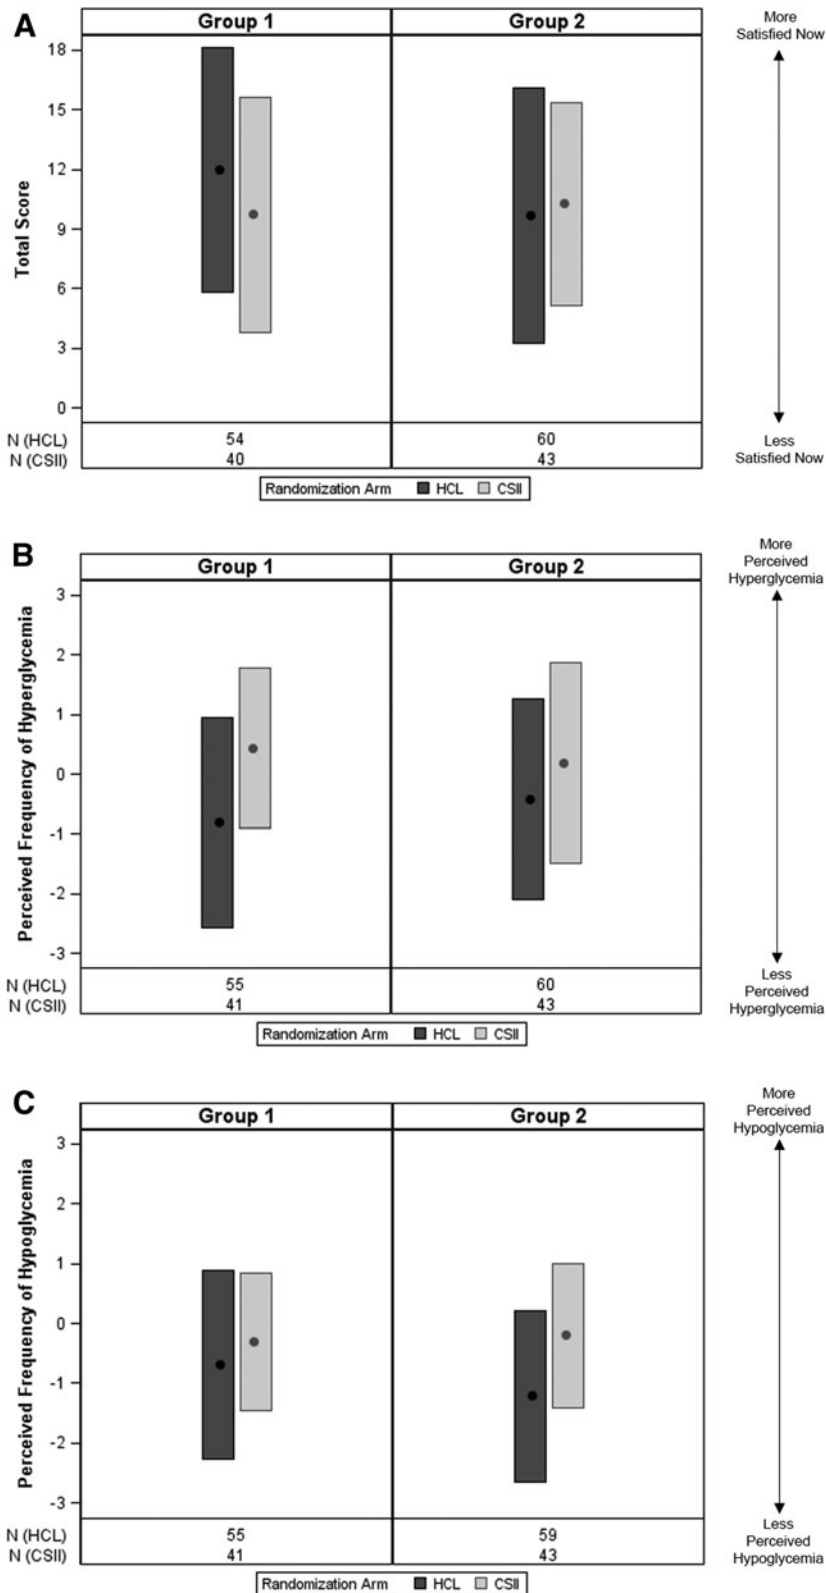 A
Group 1 Group 2
More
Satisfied Now
Total Score
18
15
12
9
6
3
0
N (HCL) 54 60
N (CSII) 40 43
Less
Satisfied Now
Randomization Arm HCL CSII
B
Group 1 Group 2
More
Perceived
Hyperglycemia
Perceived Frequency of Hyperglycemia
3
2
1
0
-1
-2
-3
N (HCL) 55 60
N (CSII) 41 43
Less
Perceived
Hyperglycemia
Randomization Arm HCL CSII
C
Group 1 Group 2
More
Perceived
Hypoglycemia
Perceived Frequency of Hypoglycemia
3
2
1
0
-1
-2
-3
N (HCL) 55 59
N (CSII) 41 43
Less
Perceived
Hypoglycemia
Randomization Arm HCL CSII